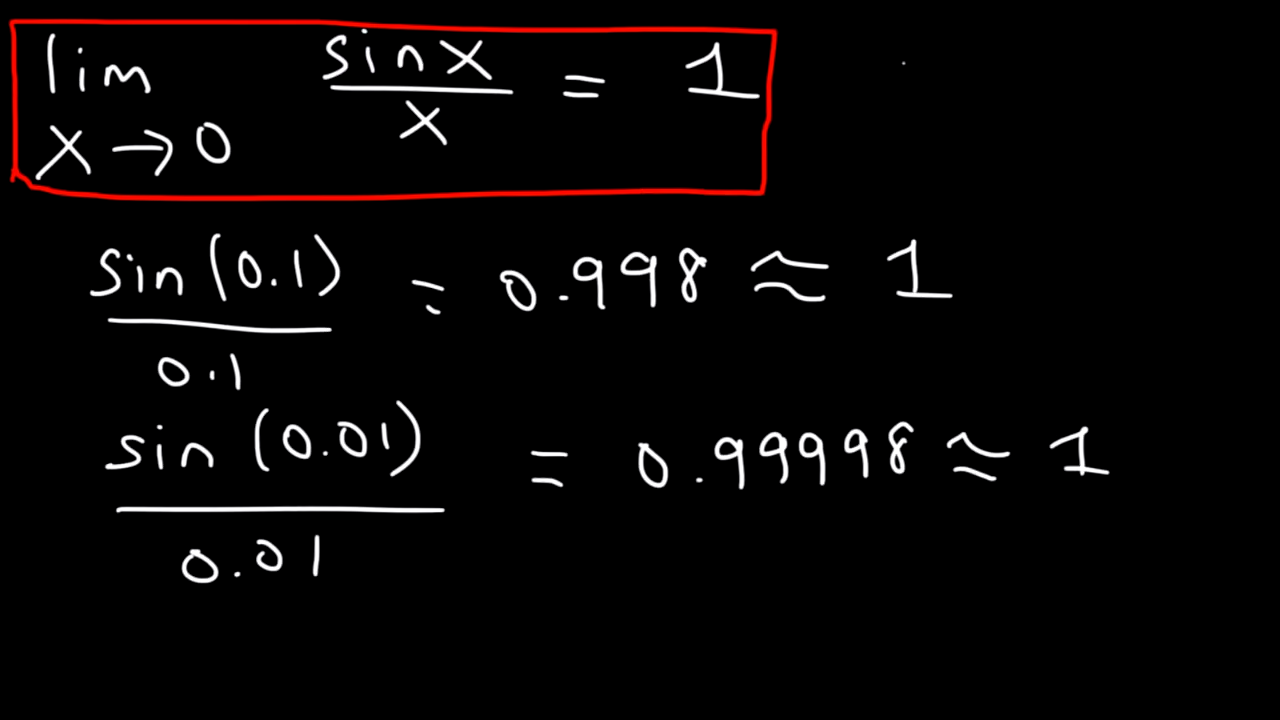 lim sin x / x = 1
x → 0
sin (0.1) / 0.1 = 0.998 ≈ 1
sin (0.01) / 0.01 = 0.99998 ≈ 1